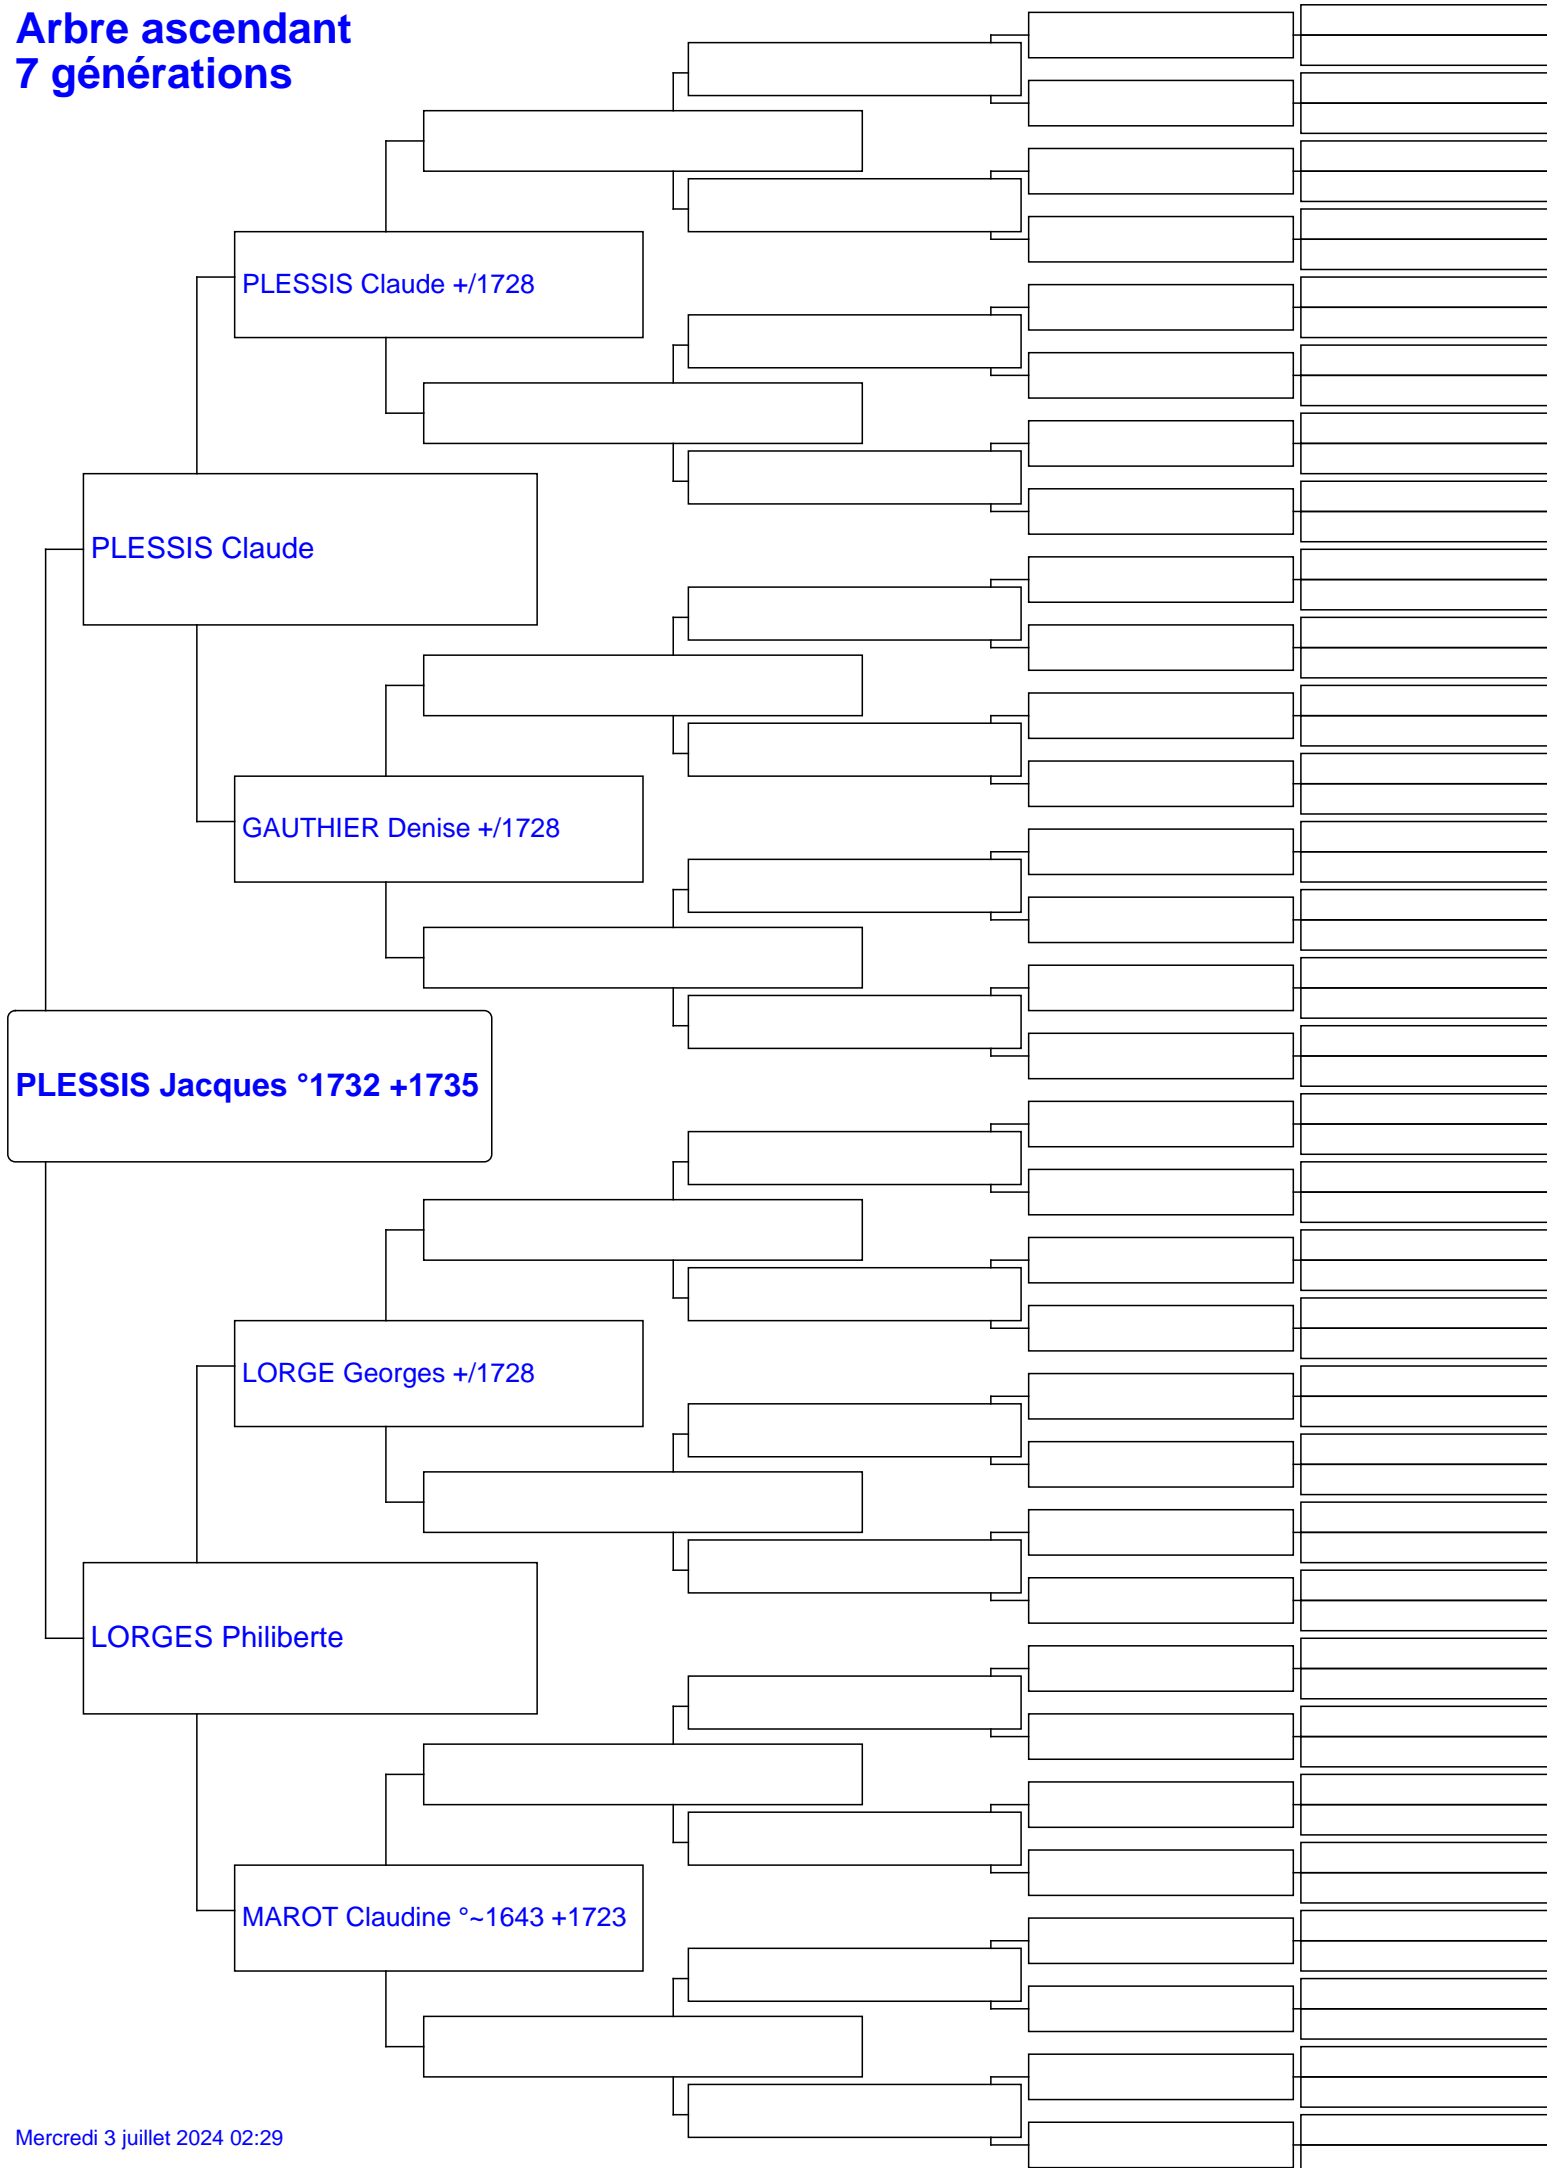 Arbre ascendant
7 générations
PLESSIS Claude +/1728
PLESSIS Claude
GAUTHIER Denise +/1728
PLESSIS Jacques °1732 +1735
LORGE Georges +/1728
LORGES Philiberte
MAROT Claudine °~1643 +1723
Mercredi 3 juillet 2024 02:29